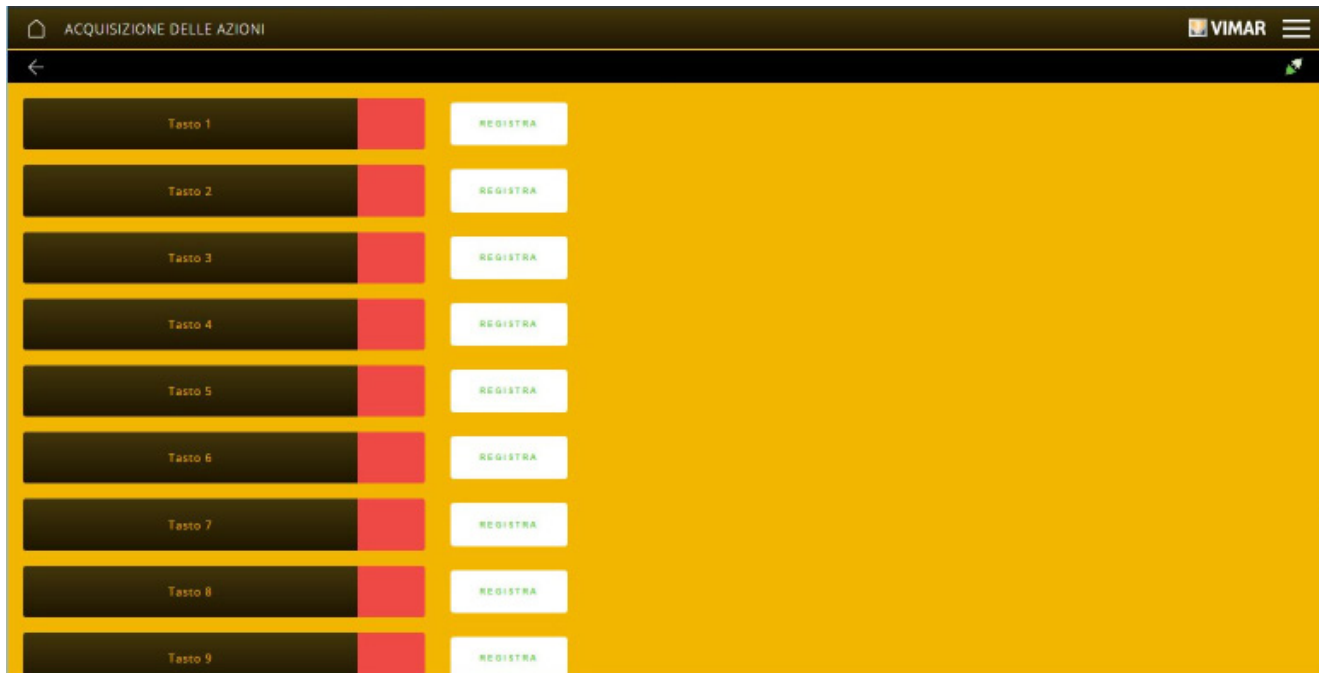 ACQUISIZIONE DELLE AZIONI
VIMAR
Tasto 1
REGISTRA
Tasto 2
REGISTRA
Tasto 3
REGISTRA
Tasto 4
REGISTRA
Tasto 5
REGISTRA
Tasto 6
REGISTRA
Tasto 7
REGISTRA
Tasto 8
REGISTRA
Tasto 9
REGISTRA